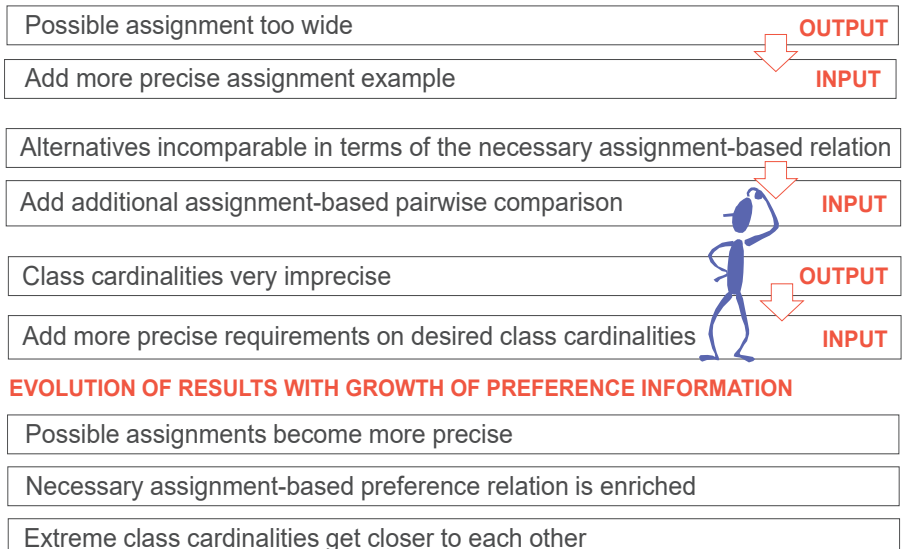 Possible assignment too wide OUTPUT
Add more precise assignment example INPUT
Alternatives incomparable in terms of the necessary assignment-based relation
Add additional assignment-based pairwise comparison INPUT
Class cardinalities very imprecise OUTPUT
Add more precise requirements on desired class cardinalities INPUT
EVOLUTION OF RESULTS WITH GROWTH OF PREFERENCE INFORMATION
Possible assignments become more precise
Necessary assignment-based preference relation is enriched
Extreme class cardinalities get closer to each other